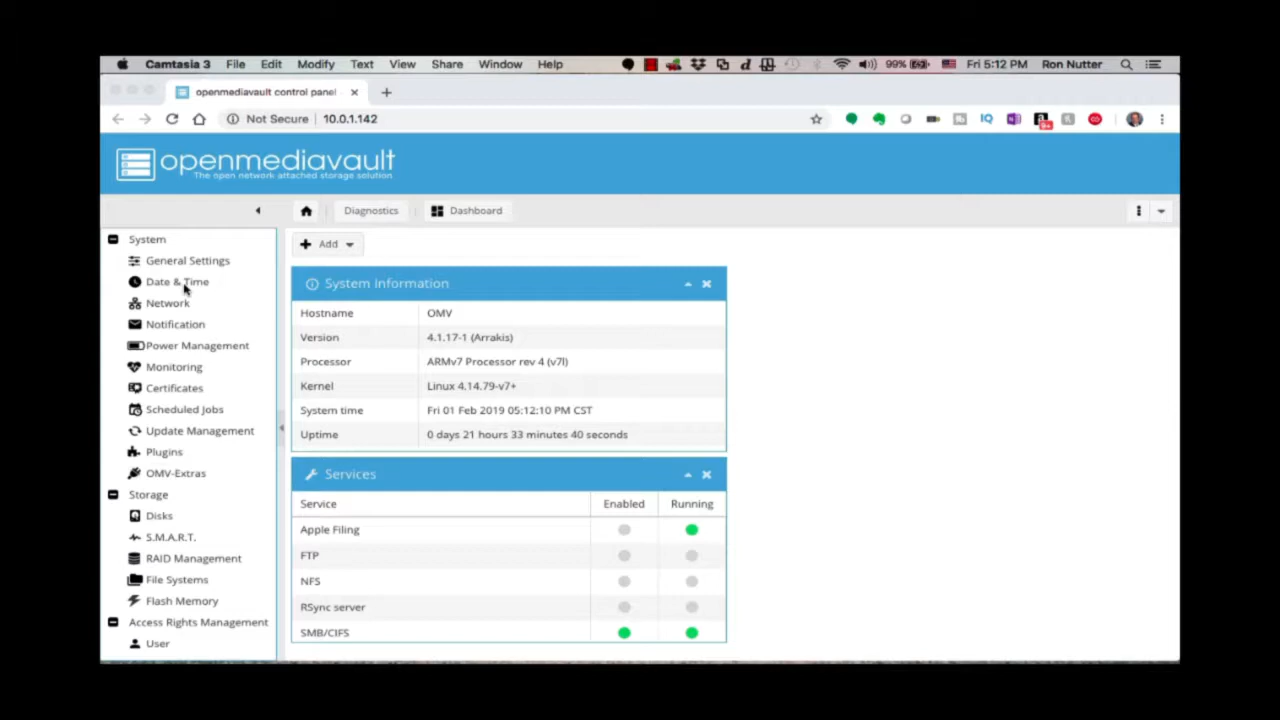 Camtasia 3 File Edit Modify Text View Share Window Help 99% Fri 5:12 PM Ron Nutter
openmediavault control panel
Not Secure 10.0.1.142
openmediavault
The open network attached storage solution.
Diagnostics Dashboard
System
General Settings
Date & Time
Network
Notification
Power Management
Monitoring
Certificates
Scheduled Jobs
Update Management
Plugins
OMV-Extras
Storage
Disks
S.M.A.R.T.
RAID Management
File Systems
Flash Memory
Access Rights Management
User
Add
System Information
Hostname OMV
Version 4.1.17-1 (Arrakis)
Processor ARMv7 Processor rev 4 (v7l)
Kernel Linux 4.14.79-v7+
System time Fri 01 Feb 2019 05:12:10 PM CST
Uptime 0 days 21 hours 33 minutes 40 seconds
Services
Service Enabled Running
Apple Filing
FTP
NFS
RSync server
SMB/CIFS